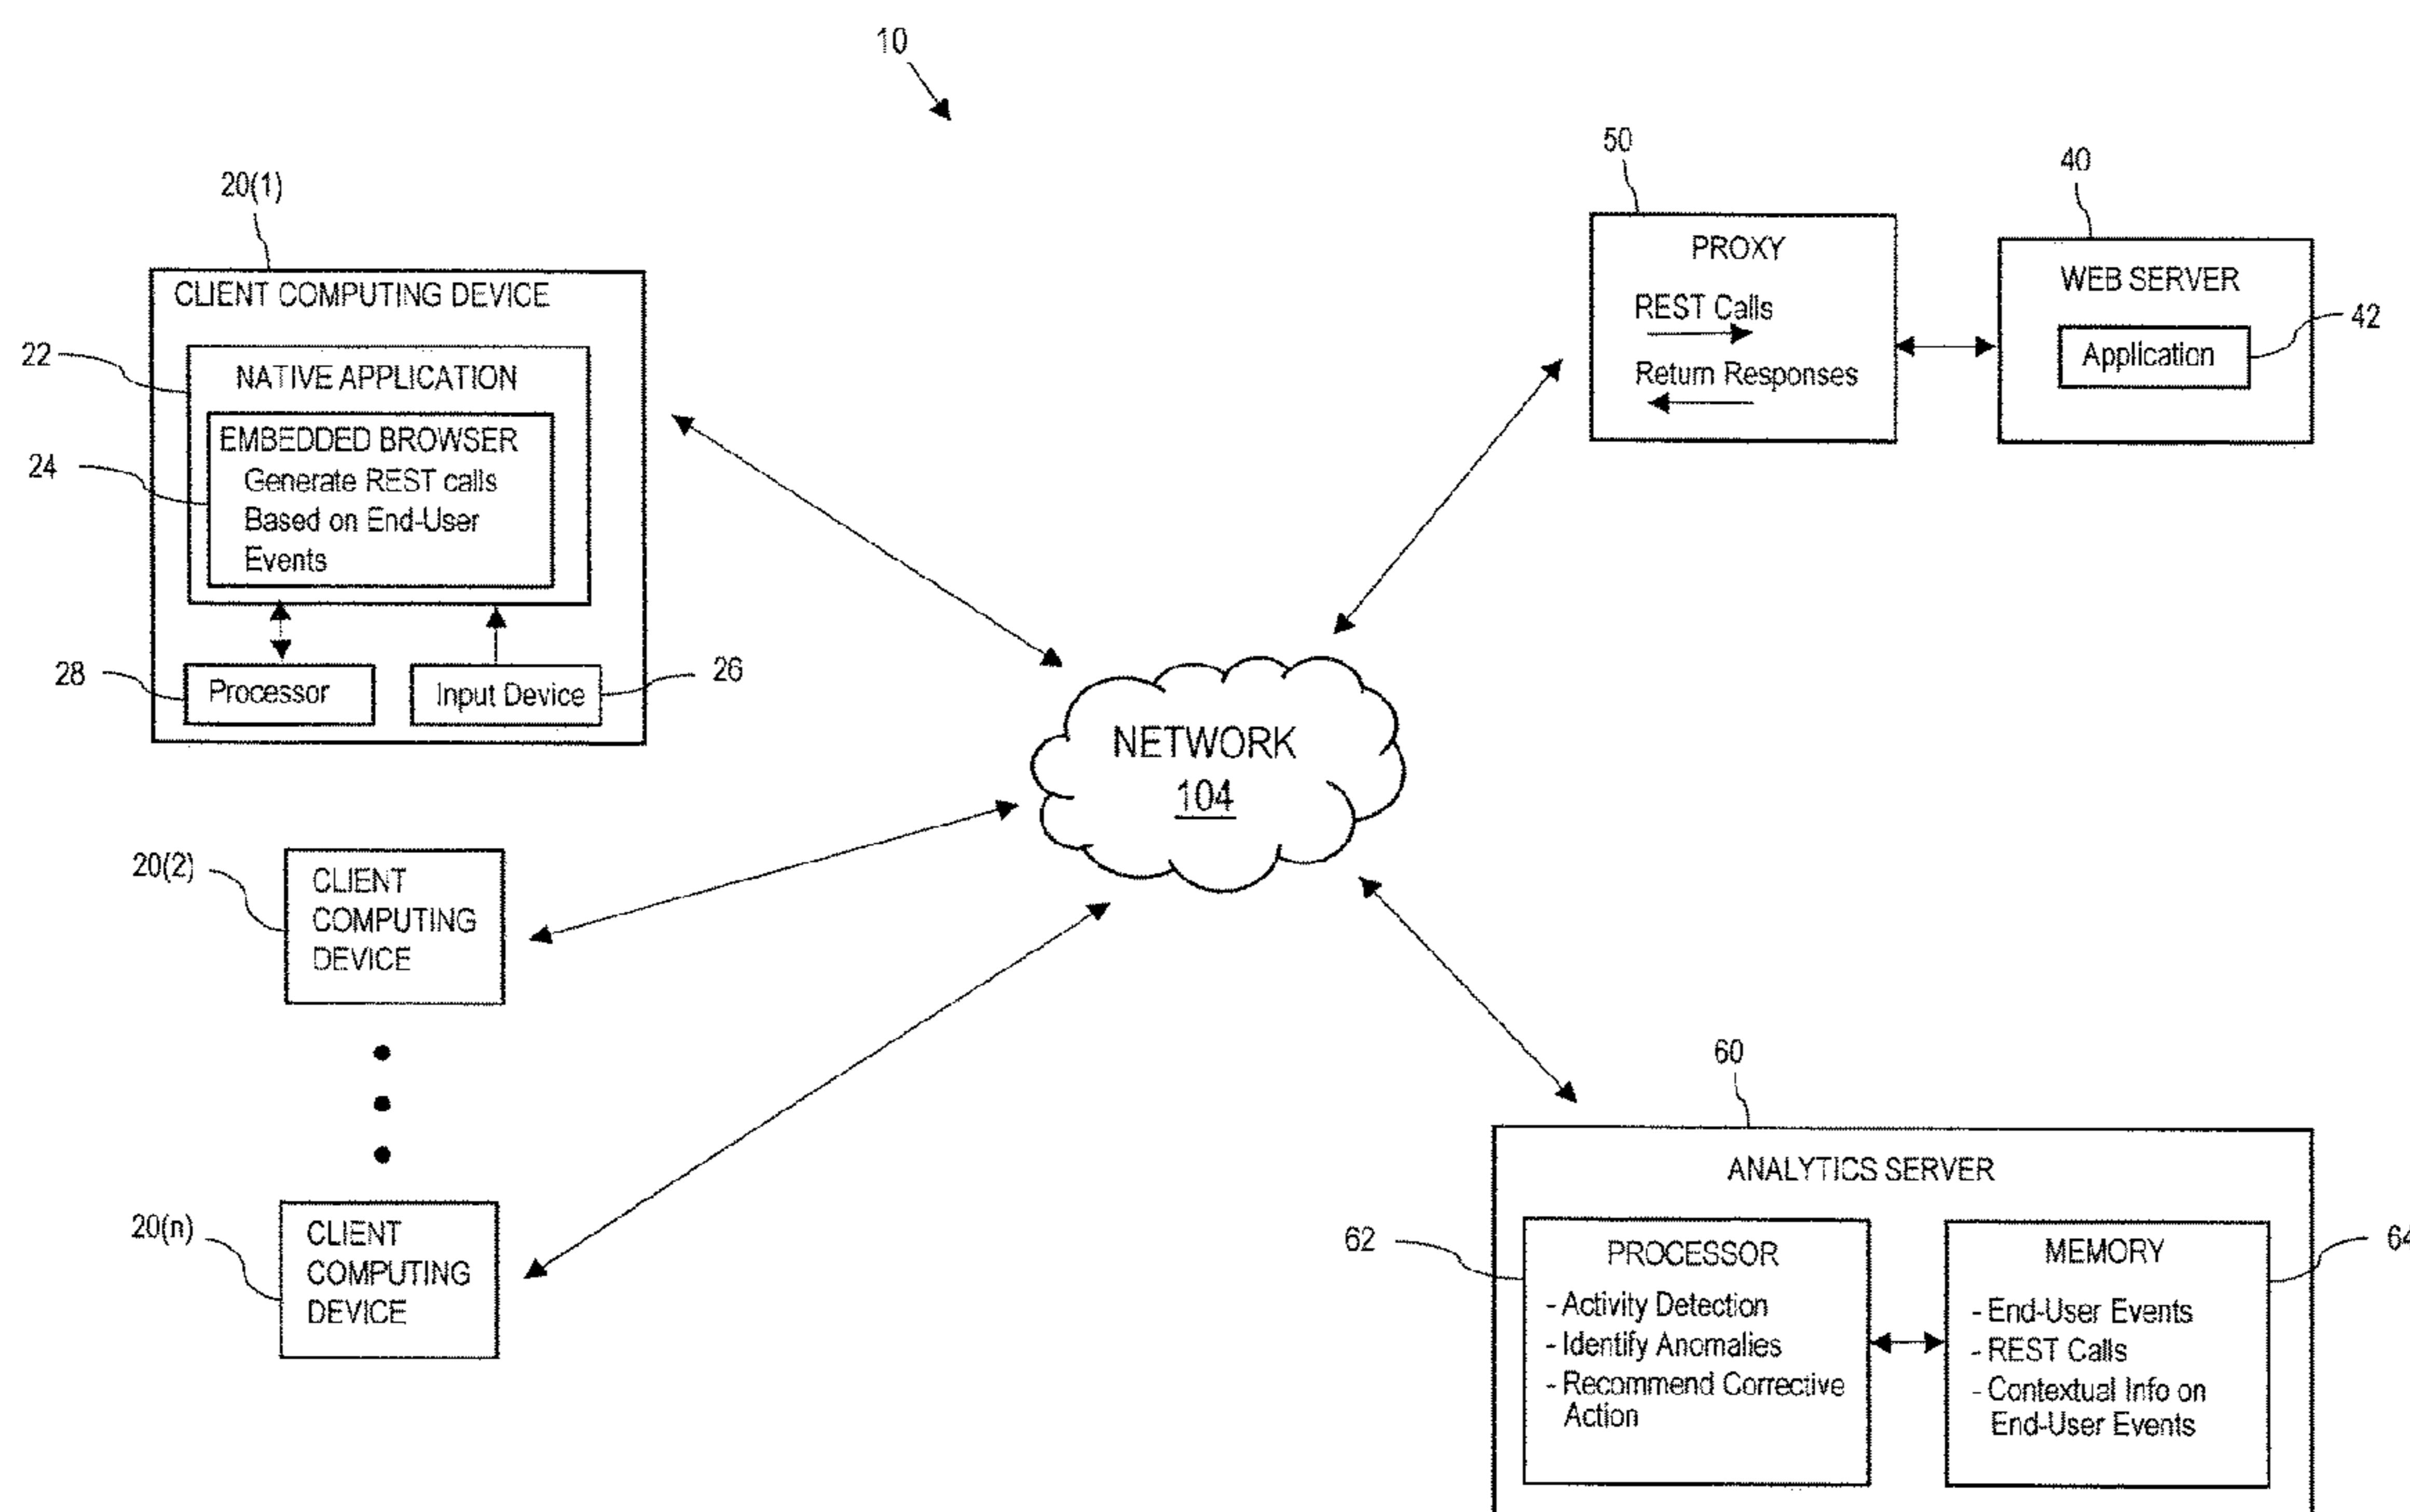 10
20(1)
CLIENT COMPUTING DEVICE
22
NATIVE APPLICATION
24
EMBEDDED BROWSER
Generate REST calls
Based on End-User
Events
28
Processor
Input Device
26
50
PROXY
REST Calls
Return Responses
40
WEB SERVER
Application
42
NETWORK
104
20(2)
CLIENT
COMPUTING
DEVICE
20(n)
CLIENT
COMPUTING
DEVICE
60
ANALYTICS SERVER
62
PROCESSOR
- Activity Detection
- Identify Anomalies
- Recommend Corrective
Action
MEMORY
- End-User Events
- REST Calls
- Contextual Info on
End-User Events
64